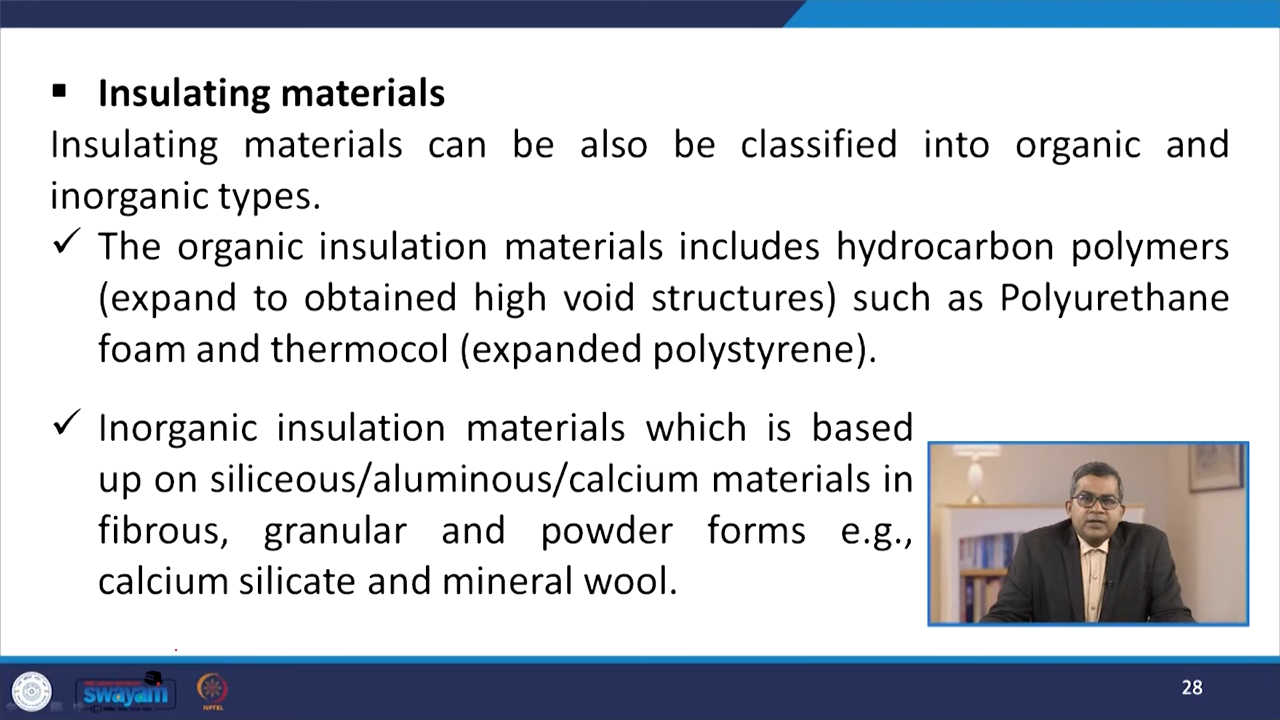 ▪ Insulating materials
Insulating materials can be also be classified into organic and
inorganic types.
✓ The organic insulation materials includes hydrocarbon polymers
(expand to obtained high void structures) such as Polyurethane
foam and thermocol (expanded polystyrene).
✓ Inorganic insulation materials which is based
up on siliceous/aluminous/calcium materials in
fibrous, granular and powder forms e.g.,
calcium silicate and mineral wool.
swayam
NPTEL
28